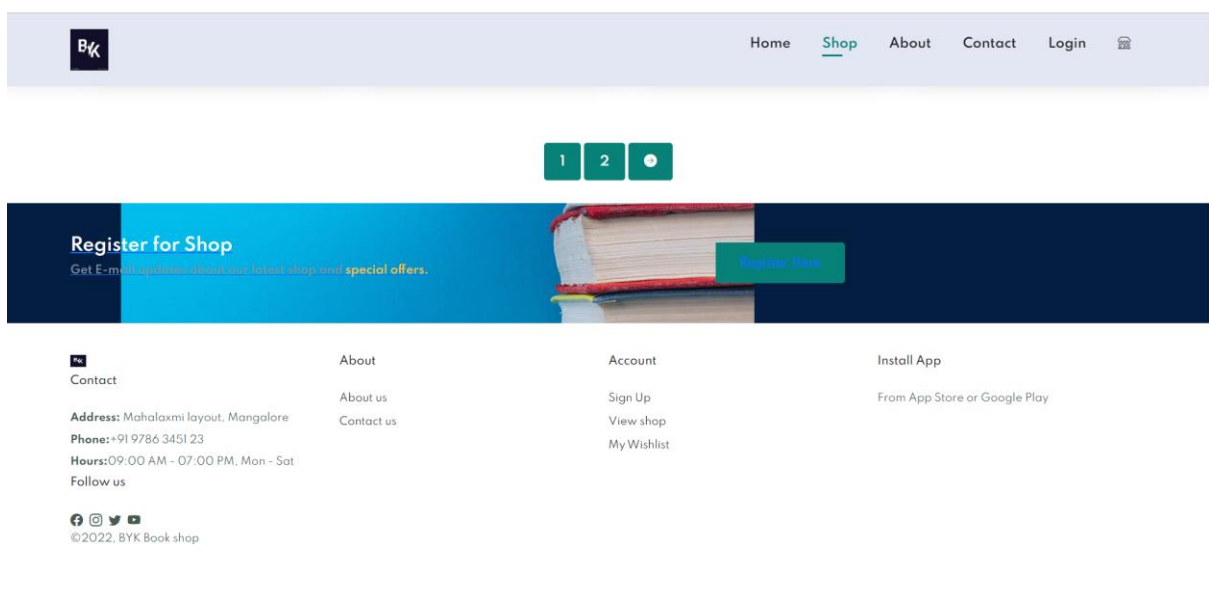 BYK
Home Shop About Contact Login
1 2
Register for Shop
Get E-mail updates about our latest shop and special offers.
Register Here
BYK
Contact
Address: Mahalaxmi layout, Mangalore
Phone:+91 9786 3451 23
Hours:09:00 AM - 07:00 PM, Mon - Sat
Follow us
©2022, BYK Book shop
About
About us
Contact us
Account
Sign Up
View shop
My Wishlist
Install App
From App Store or Google Play